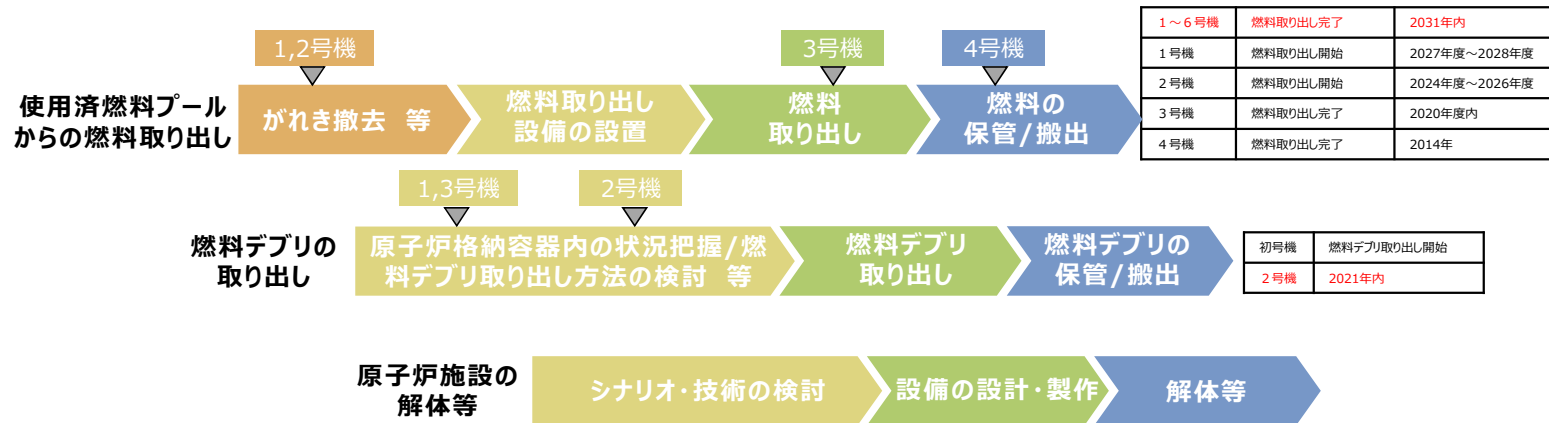 1,2号機
3号機
4号機
使用済燃料プール
からの燃料取り出し
がれき撤去 等
燃料取り出し
設備の設置
燃料
取り出し
燃料の
保管/搬出
1～6号機 燃料取り出し完了 2031年内
1号機 燃料取り出し開始 2027年度～2028年度
2号機 燃料取り出し開始 2024年度～2026年度
3号機 燃料取り出し完了 2020年度内
4号機 燃料取り出し完了 2014年
1,3号機
2号機
燃料デブリの
取り出し
原子炉格納容器内の状況把握/燃
料デブリ取り出し方法の検討 等
燃料デブリ
取り出し
燃料デブリの
保管/搬出
初号機 燃料デブリ取り出し開始
2号機 2021年内
原子炉施設の
解体等
シナリオ・技術の検討
設備の設計・製作
解体等